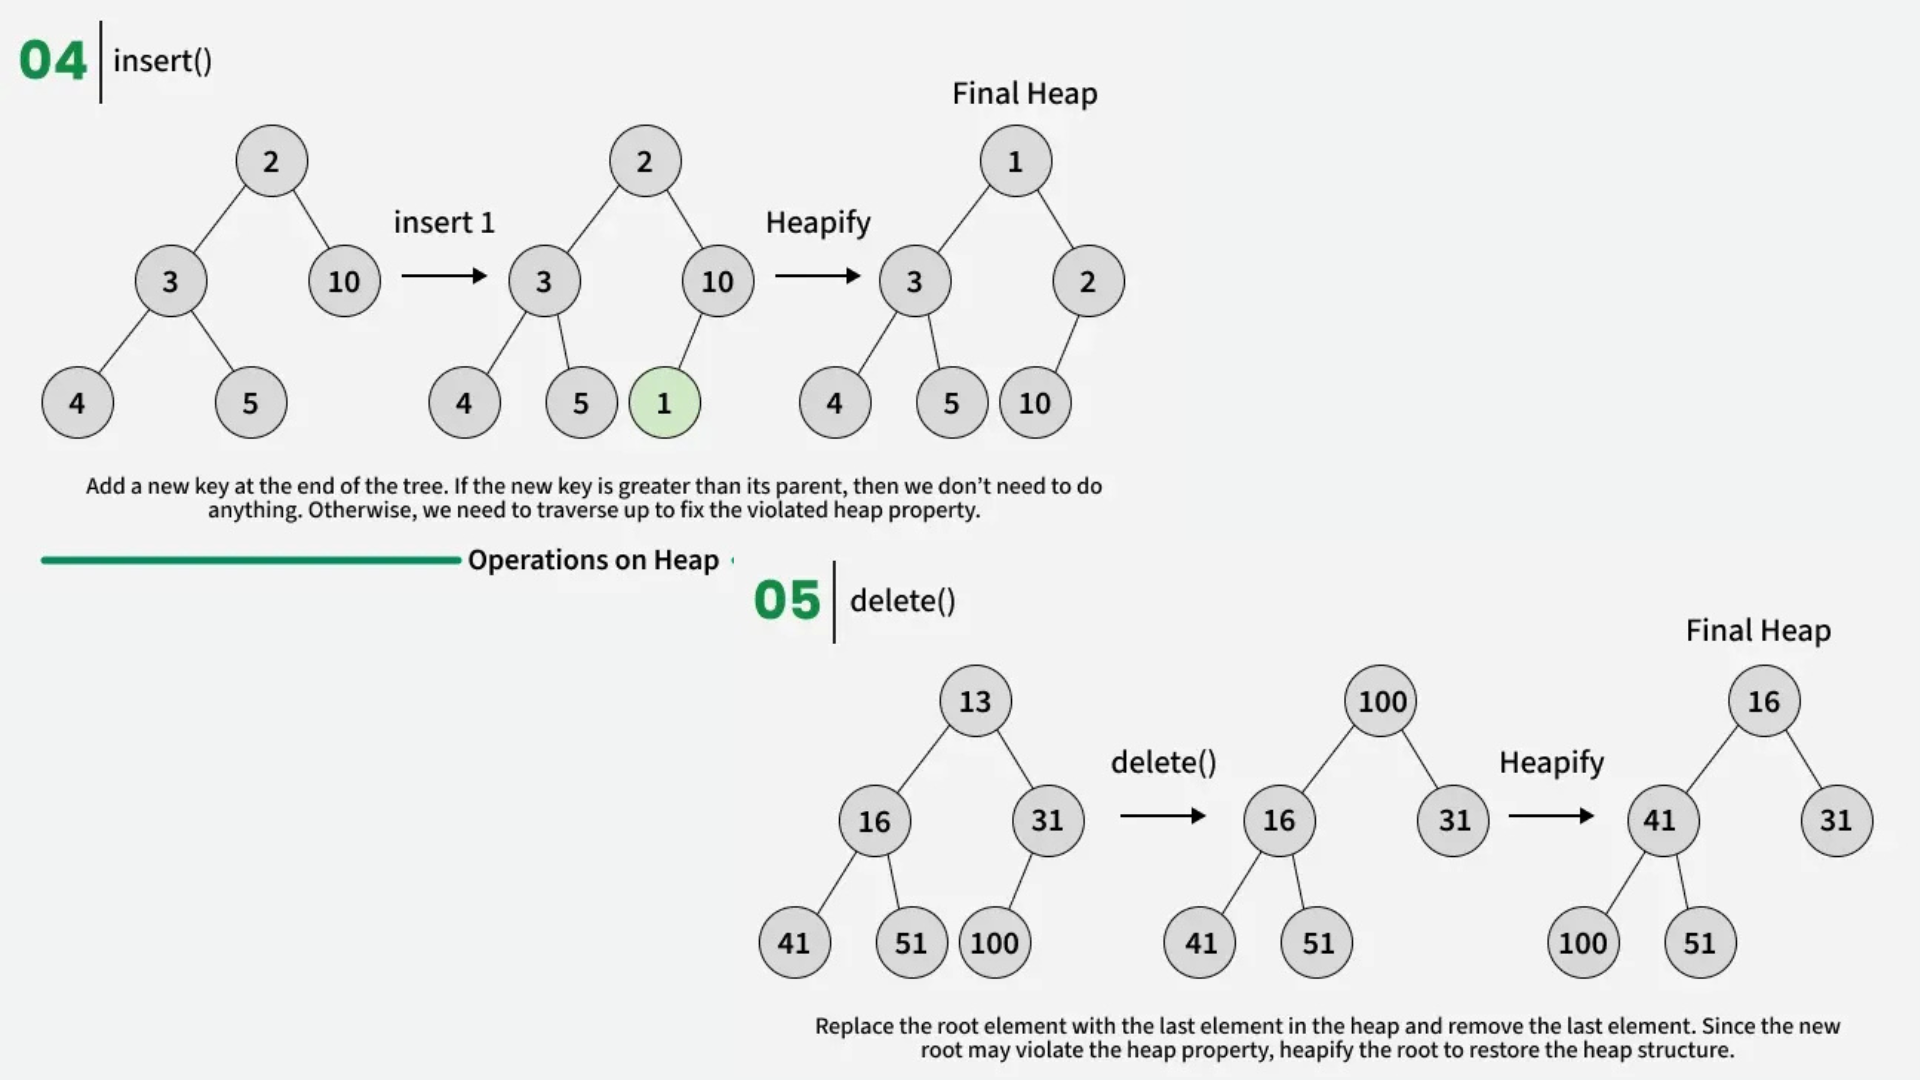 04 insert()
Final Heap
2 2 1
insert 1 Heapify
3 10 3 10 3 2
4 5 4 5 1 4 5 10
Add a new key at the end of the tree. If the new key is greater than its parent, then we don’t need to do
anything. Otherwise, we need to traverse up to fix the violated heap property.
Operations on Heap
05 delete()
Final Heap
13 100 16
delete() Heapify
16 31 16 31 41 31
41 51 100 41 51 100 51
Replace the root element with the last element in the heap and remove the last element. Since the new
root may violate the heap property, heapify the root to restore the heap structure.